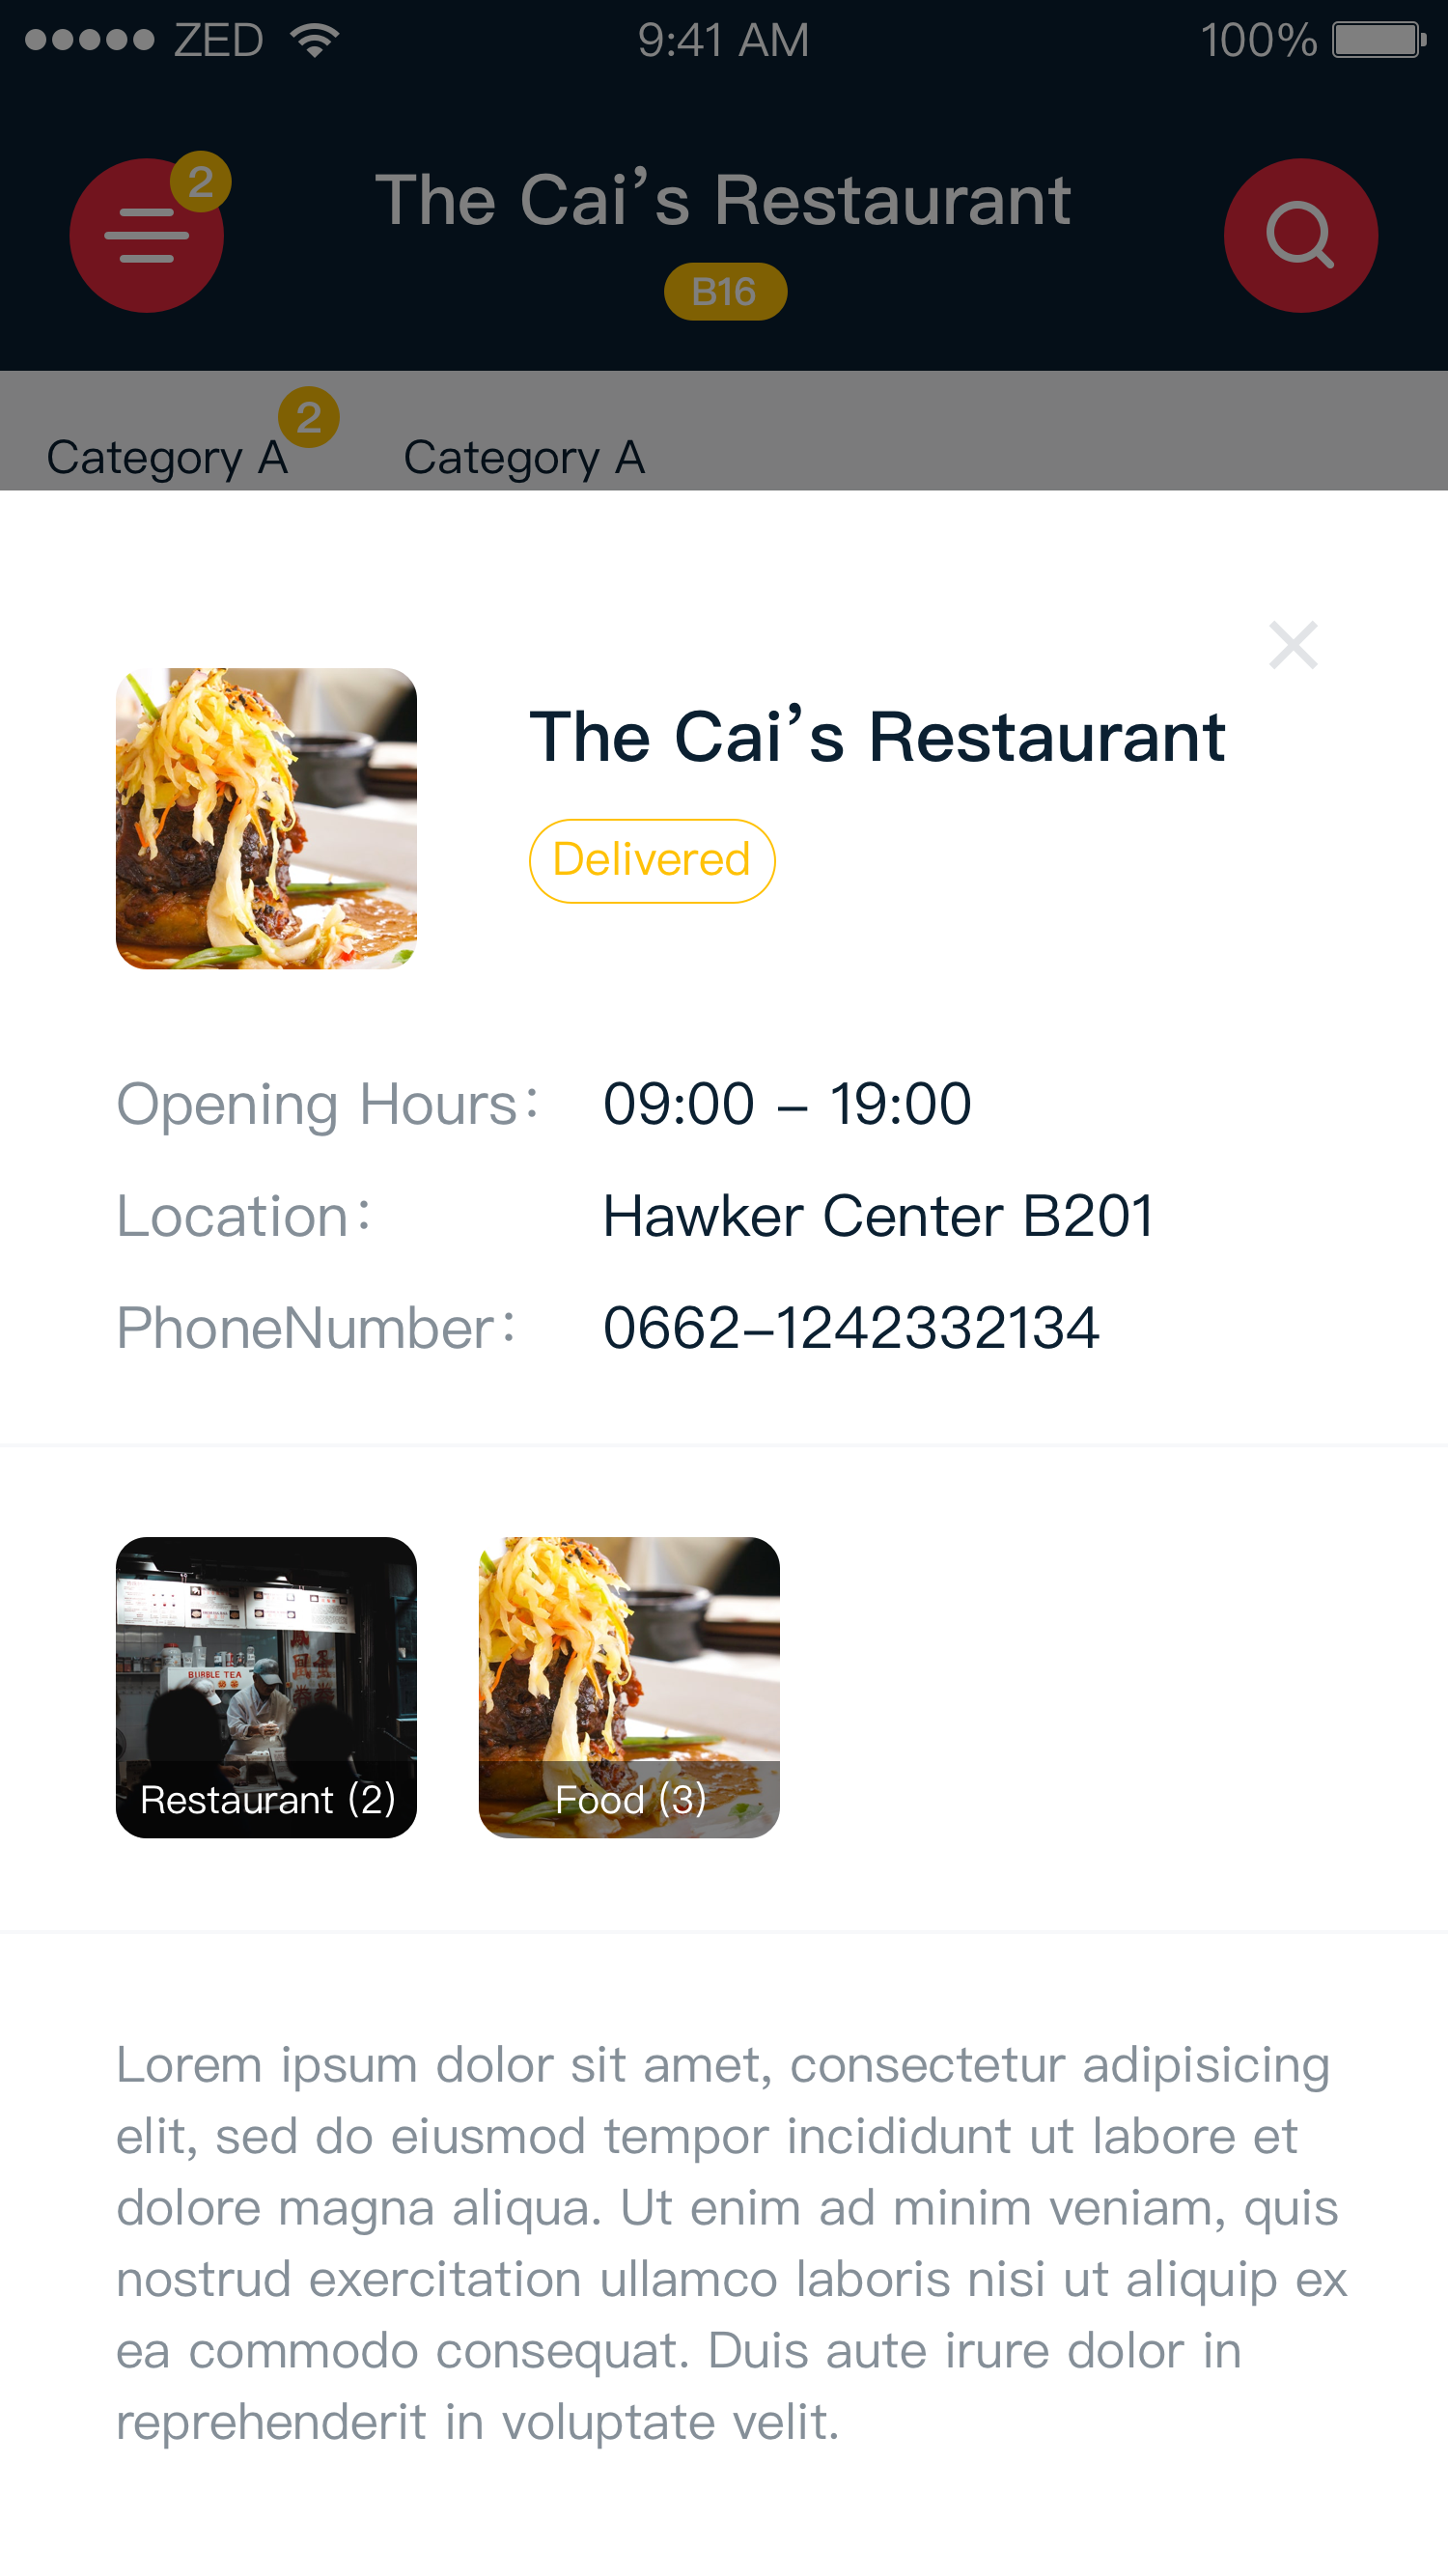 ZED 9:41 AM 100%
2
The Cai’s Restaurant
B16
2
Category A Category A
The Cai’s Restaurant
Delivered
Opening Hours: 09:00 – 19:00
Location: Hawker Center B201
PhoneNumber: 0662–1242332134
BUBBLE TEA
Restaurant (2) Food (3)
Lorem ipsum dolor sit amet, consectetur adipisicing
elit, sed do eiusmod tempor incididunt ut labore et
dolore magna aliqua. Ut enim ad minim veniam, quis
nostrud exercitation ullamco laboris nisi ut aliquip ex
ea commodo consequat. Duis aute irure dolor in
reprehenderit in voluptate velit.